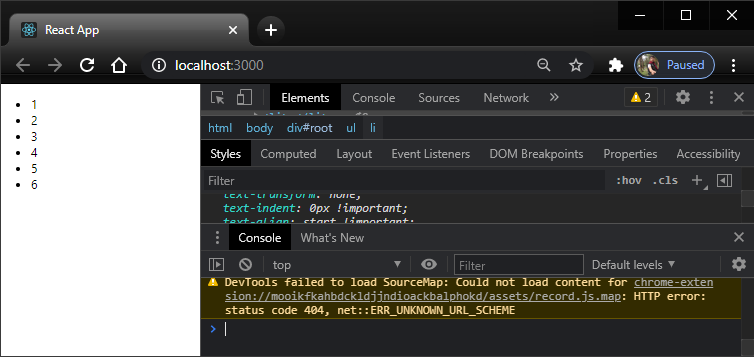 React App
localhost:3000
Paused
1
2
3
4
5
6
Elements Console Sources Network » 2
html body div#root ul li
Styles Computed Layout Event Listeners DOM Breakpoints Properties Accessibility
Filter :hov .cls
text-transform: none;
text-indent: 0px !important;
text-align: start !important;
Console What's New
top Filter Default levels
DevTools failed to load SourceMap: Could not load content for chrome-exten
sion://mooikfkahbdckldjjndioackbalphokd/assets/record.js.map: HTTP error:
status code 404, net::ERR_UNKNOWN_URL_SCHEME